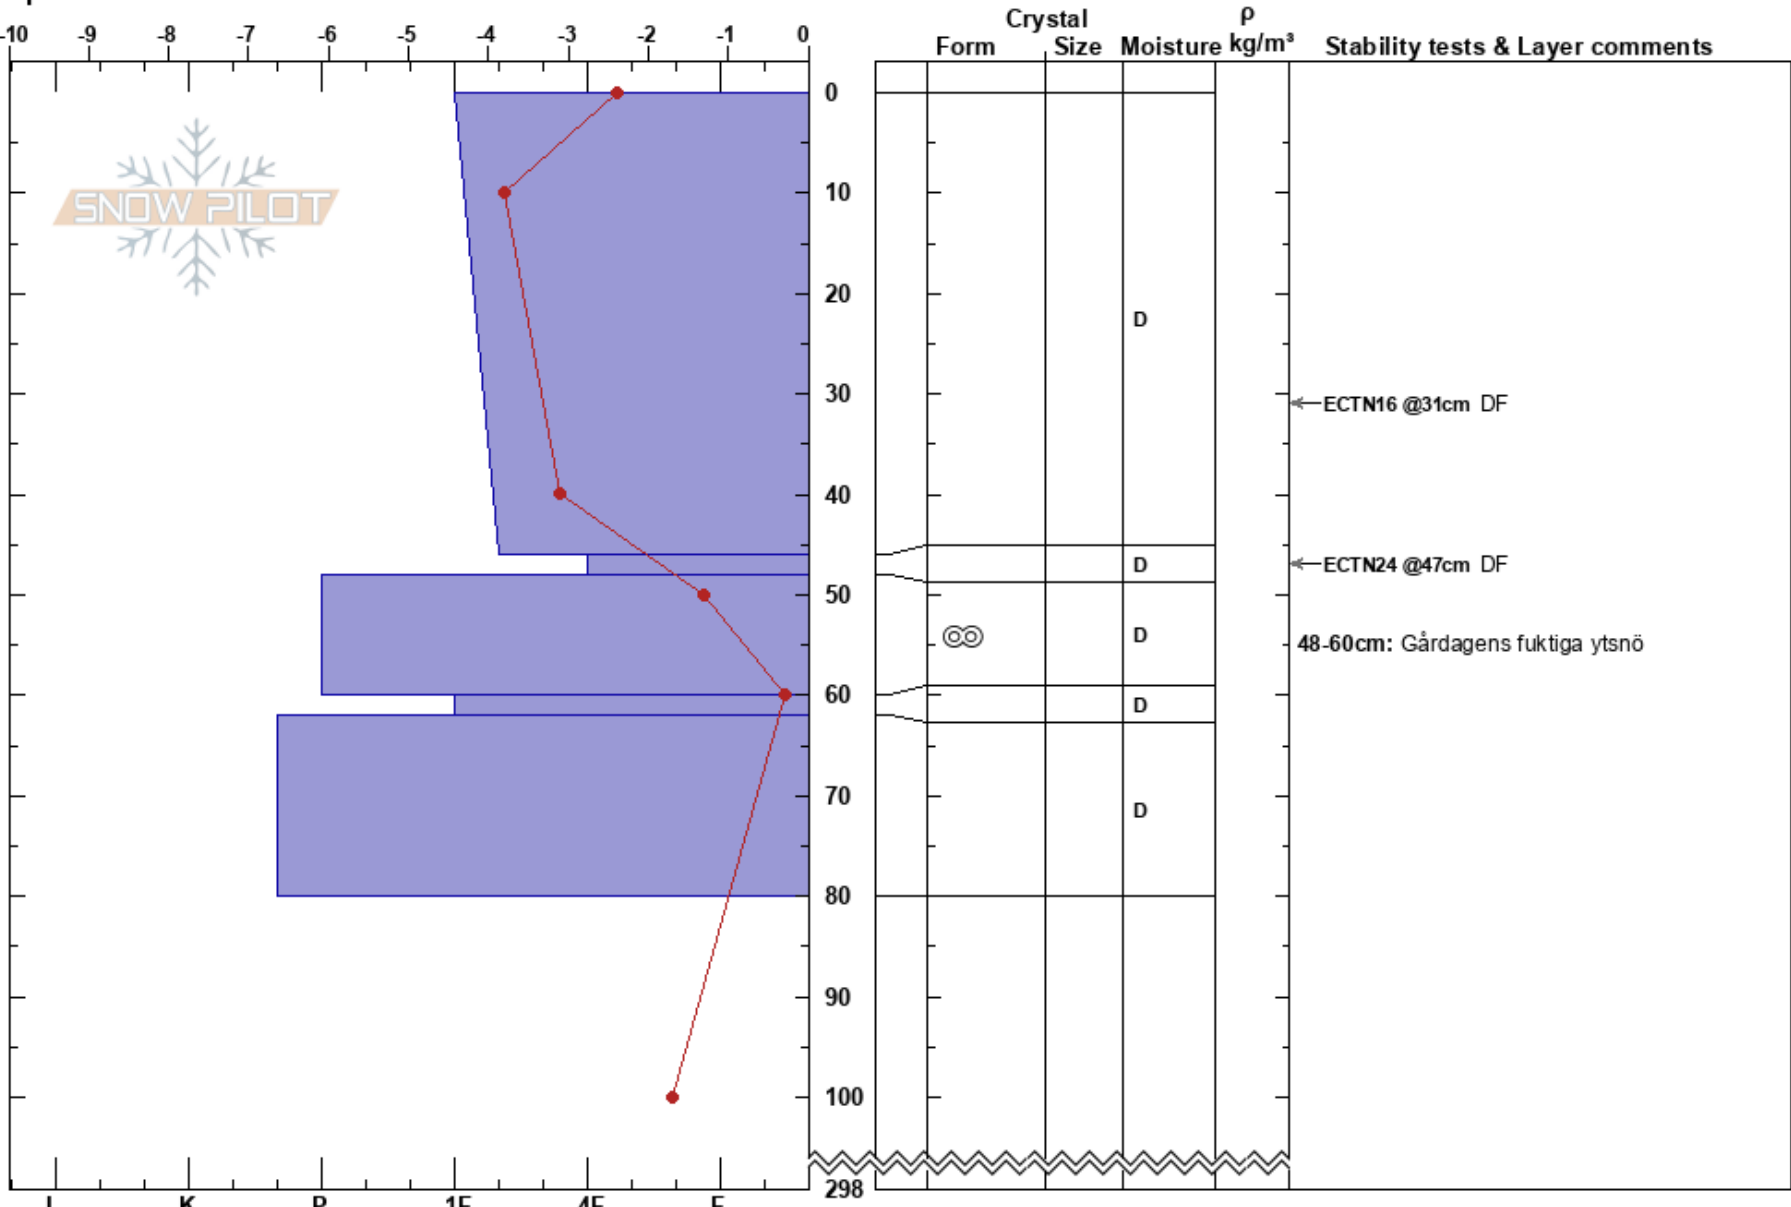 Crystal ρ
-10 -9 -8 -7 -6 -5 -4 -3 -2 -1 0
Form Size Moisture kg/m³ Stability tests & Layer comments
0
SNOW PILOT
10
20
D
30
ECTN16 @31cm DF
40
D
ECTN24 @47cm DF
50
D
48-60cm: Gårdagens fuktiga ytsnö
60
D
70
D
80
90
100
298
I K P 1F 4F F